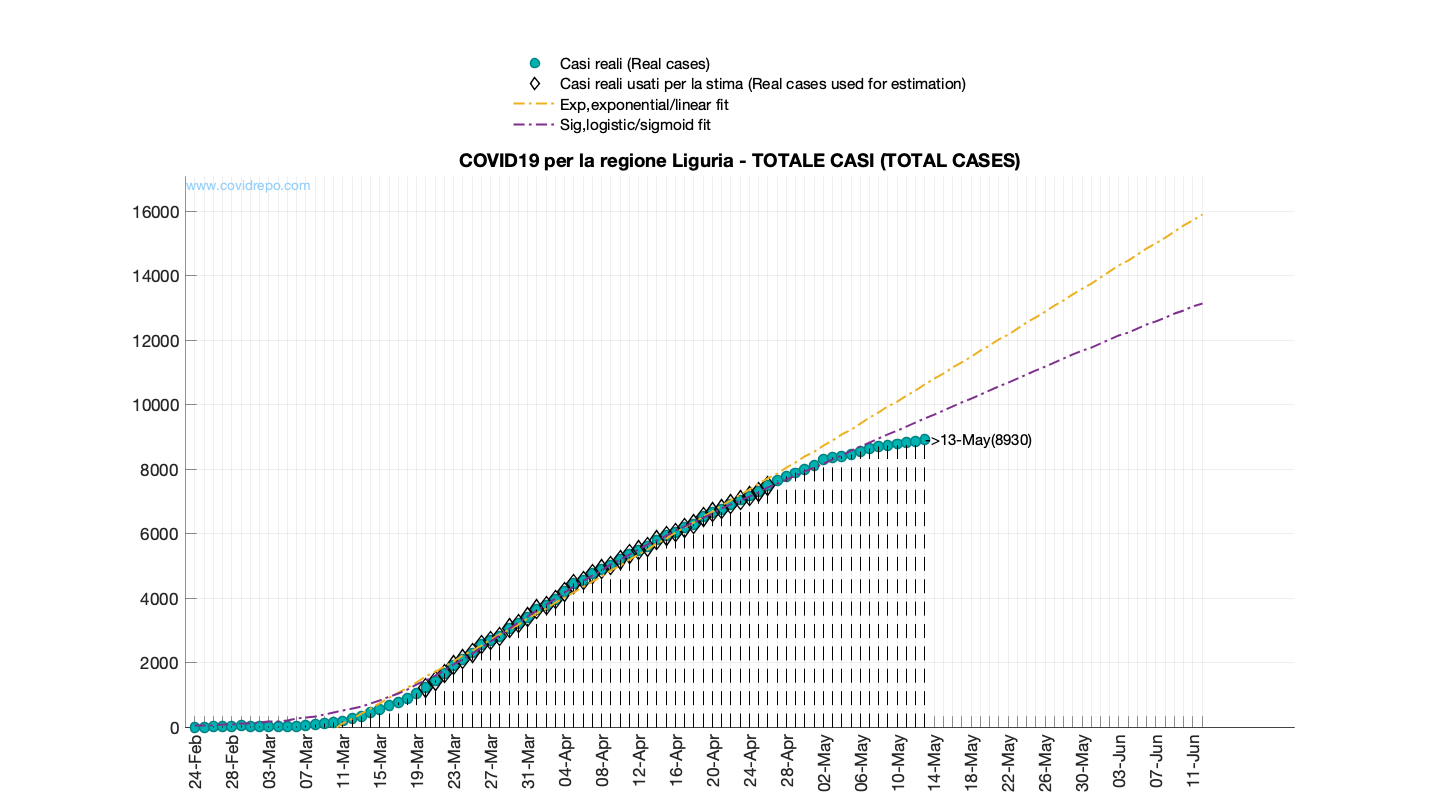 Casi reali (Real cases)
Casi reali usati per la stima (Real cases used for estimation)
Exp,exponential/linear fit
Sig,logistic/sigmoid fit
COVID19 per la regione Liguria - TOTALE CASI (TOTAL CASES)
www.covidrepo.com
16000
14000
12000
10000
8000
6000
4000
2000
0
->13-May(8930)
24-Feb
28-Feb
03-Mar
07-Mar
11-Mar
15-Mar
19-Mar
23-Mar
27-Mar
31-Mar
04-Apr
08-Apr
12-Apr
16-Apr
20-Apr
24-Apr
28-Apr
02-May
06-May
10-May
14-May
18-May
22-May
26-May
30-May
03-Jun
07-Jun
11-Jun